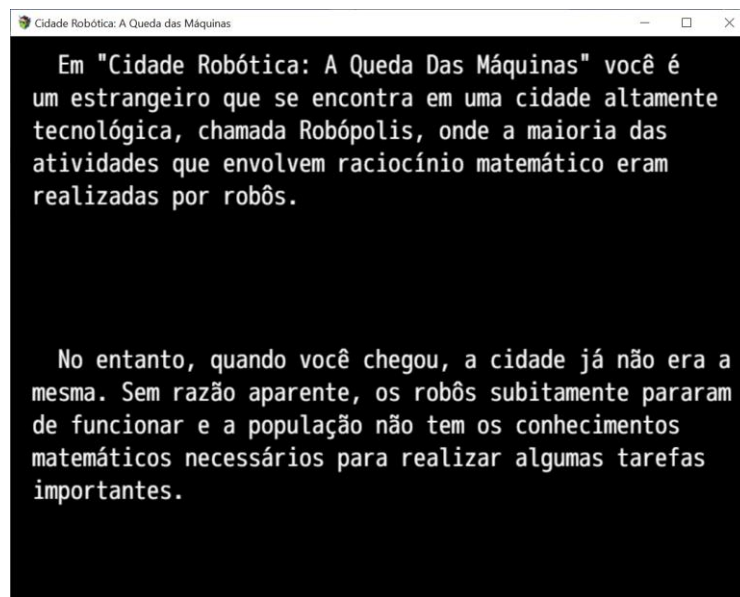 Cidade Robótica: A Queda das Máquinas
Em "Cidade Robótica: A Queda Das Máquinas" você é
um estrangeiro que se encontra em uma cidade altamente
tecnológica, chamada Robópolis, onde a maioria das
atividades que envolvem raciocínio matemático eram
realizadas por robôs.
No entanto, quando você chegou, a cidade já não era a
mesma. Sem razão aparente, os robôs subitamente pararam
de funcionar e a população não tem os conhecimentos
matemáticos necessários para realizar algumas tarefas
importantes.